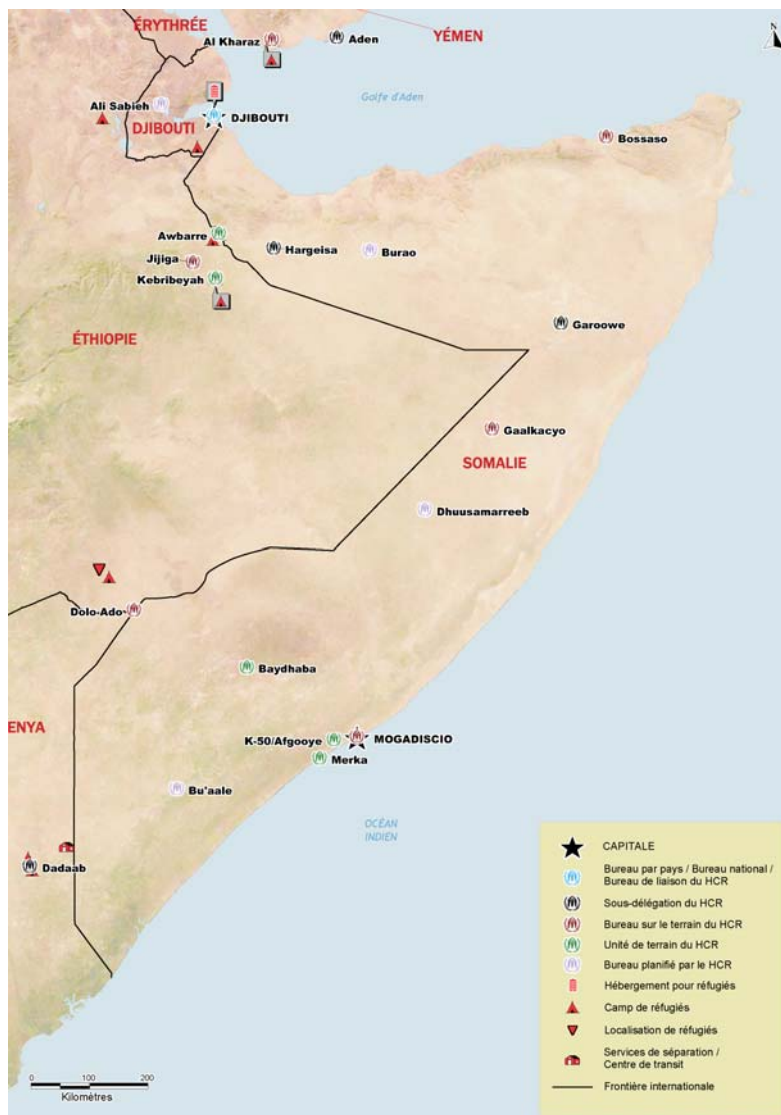 ÉRYTHRÉE
YÉMEN
N
Al Kharaz
Aden
Golfe d'Aden
Ali Sabieh
DJIBOUTI
DJIBOUTI
Bossaso
Awbarre
Hargeisa
Burao
Jijiga
Kebribeyah
Garoowe
ÉTHIOPIE
Gaalkacyo
SOMALIE
Dhuusamarreeb
Dolo-Ado
Baydhaba
ENYA
K-50/Afgooye
MOGADISCIO
Merka
Bu'aale
OCÉAN
INDIEN
Dadaab
CAPITALE
Bureau par pays / Bureau national /
Bureau de liaison du HCR
Sous-délégation du HCR
Bureau sur le terrain du HCR
Unité de terrain du HCR
Bureau planifié par le HCR
Hébergement pour réfugiés
Camp de réfugiés
Localisation de réfugiés
Services de séparation /
Centre de transit
Frontière internationale
0 100 200
Kilomètres